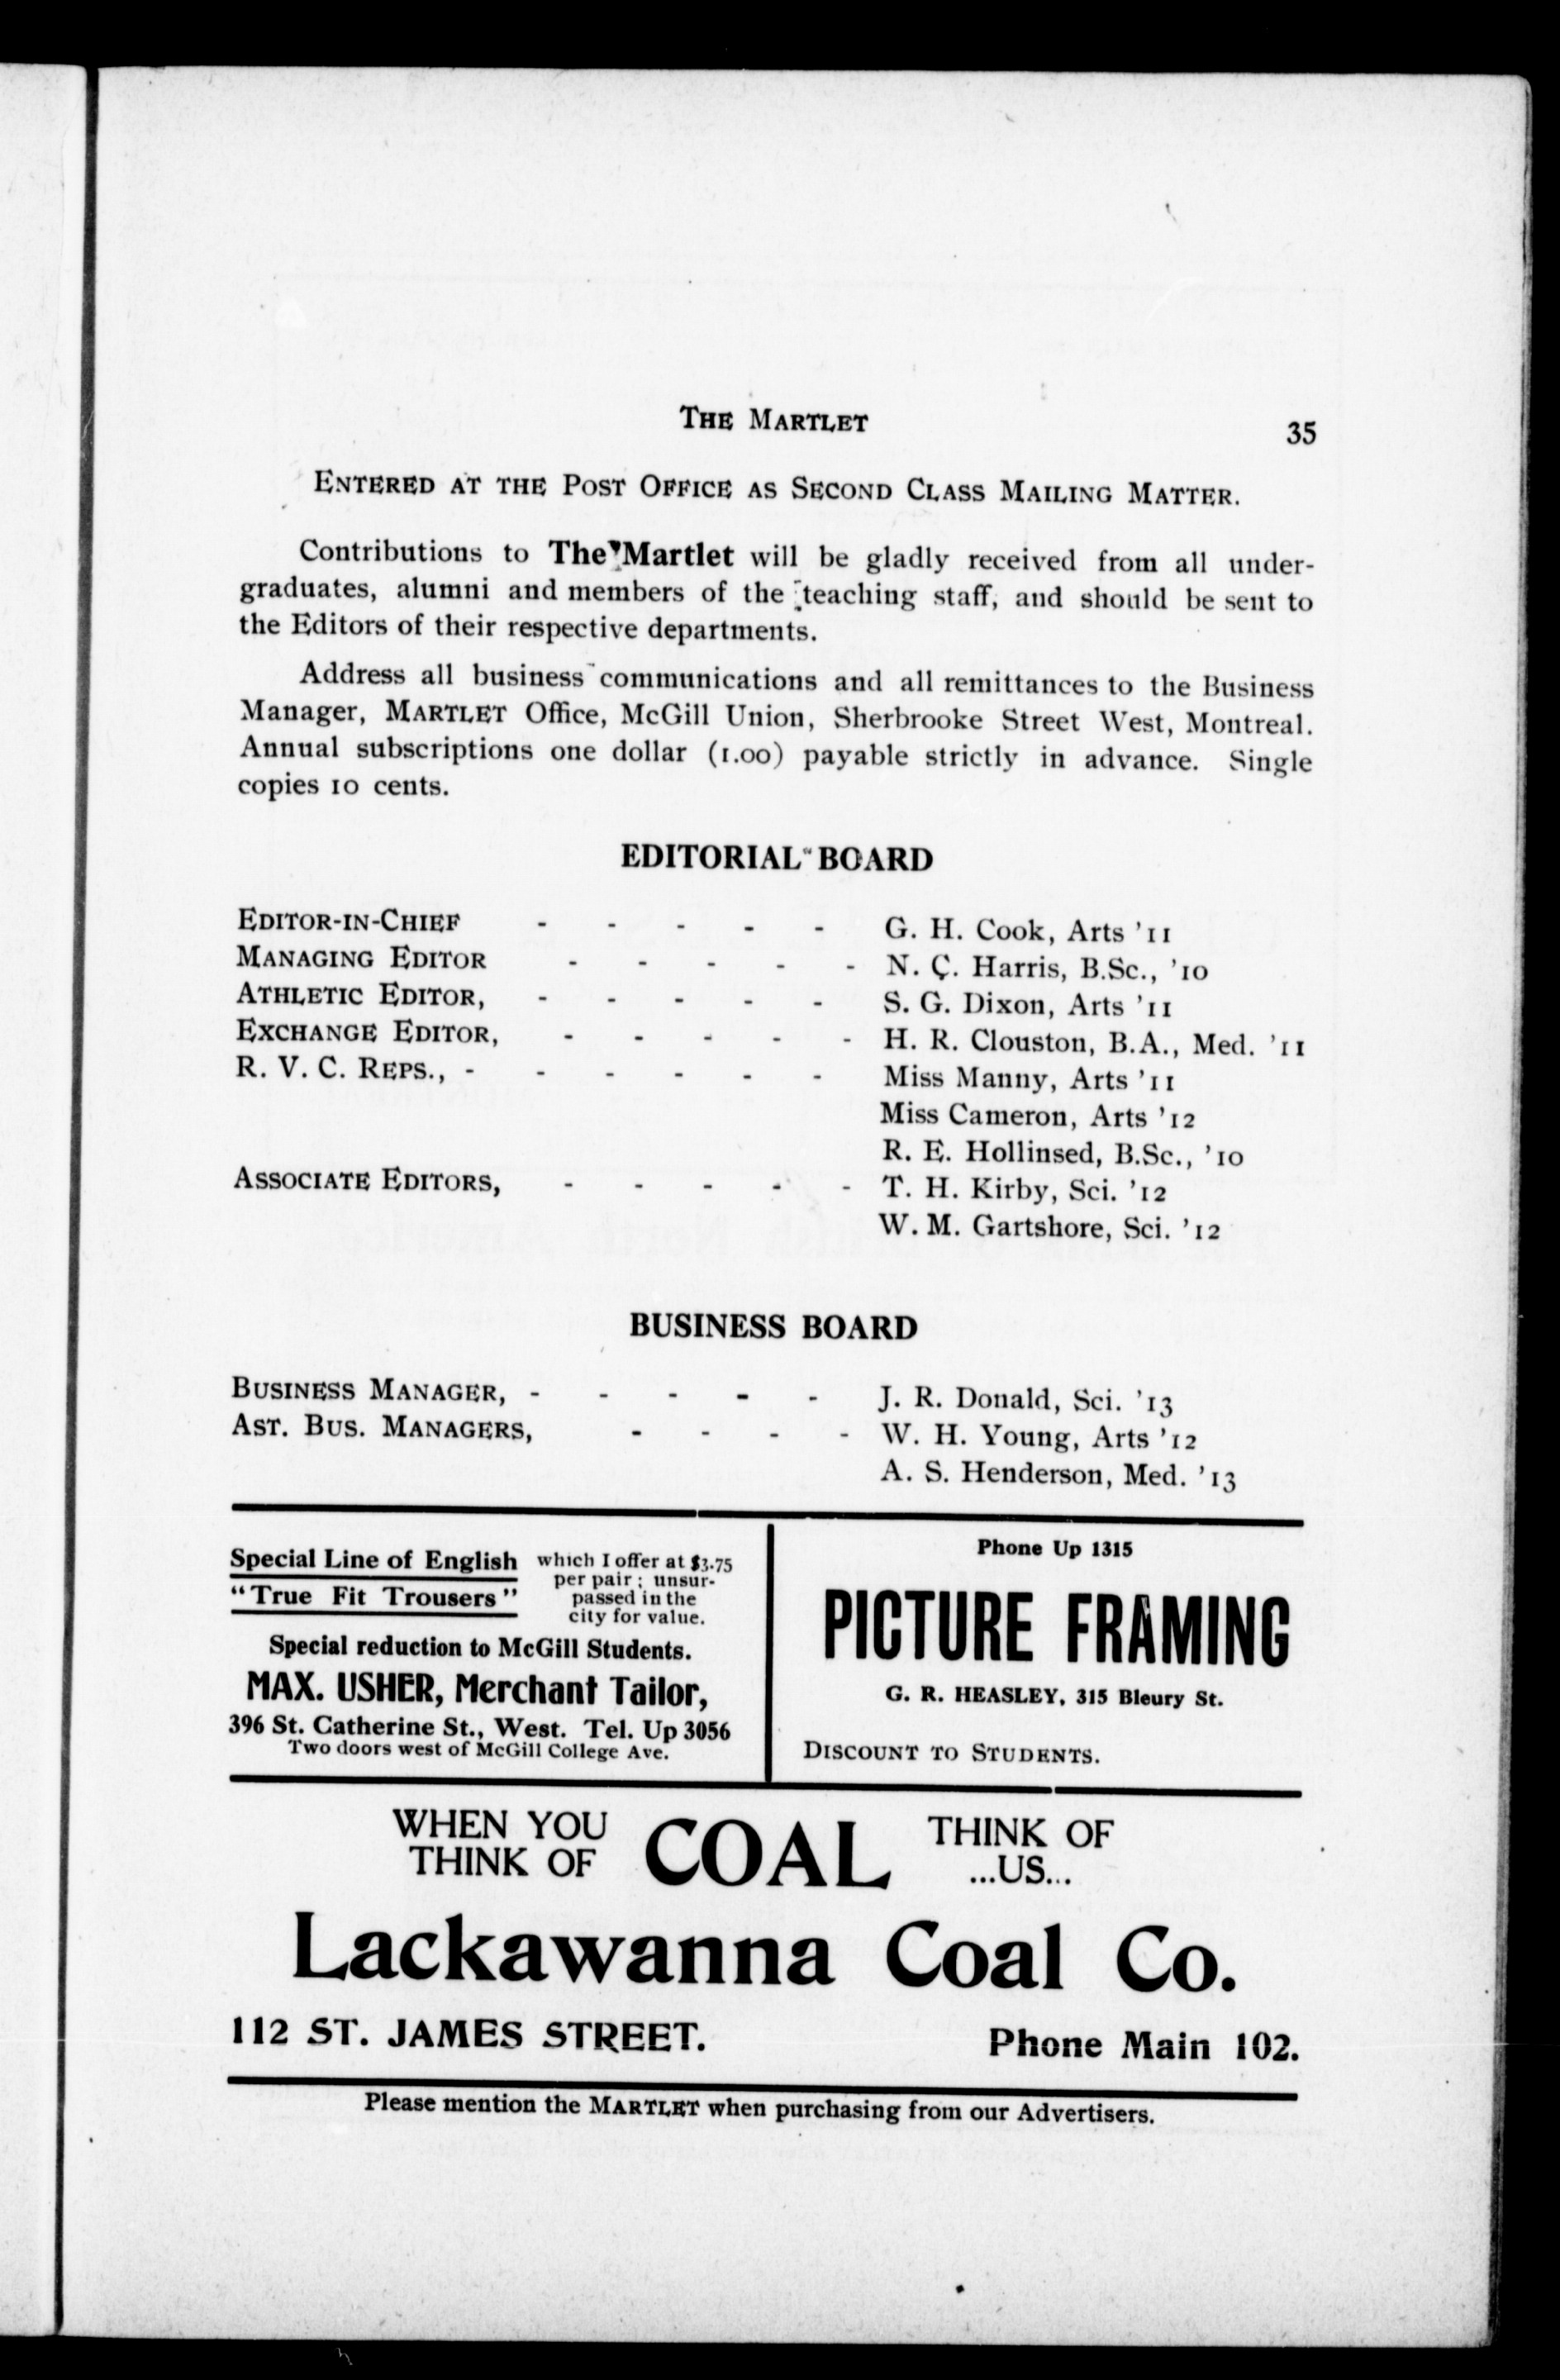 THE MARTLET 35
ENTERED AT THE POST OFFICE AS SECOND CLASS MAILING MATTER.
Contributions to The Martlet will be gladly received from all under-
graduates, alumni and members of the teaching staff, and should be sent to
the Editors of their respective departments.
Address all business communications and all remittances to the Business
Manager, MARTLET Office, McGill Union, Sherbrooke Street West, Montreal.
Annual subscriptions one dollar (1.00) payable strictly in advance. Single
copies 10 cents.
EDITORIAL BOARD
EDITOR-IN-CHIEF - - - - - G. H. Cook, Arts '11
MANAGING EDITOR - - - - - N. C. Harris, B.Sc., '10
ATHLETIC EDITOR, - - - - - S. G. Dixon, Arts '11
EXCHANGE EDITOR, - - - - - H. R. Clouston, B.A., Med. '11
R. V. C. REPS., - - - - - - Miss Manny, Arts '11
Miss Cameron, Arts '12
R. E. Hollinsed, B.Sc., '10
ASSOCIATE EDITORS, - - - - - T. H. Kirby, Sci. '12
W. M. Gartshore, Sci. '12
BUSINESS BOARD
BUSINESS MANAGER, - - - - - J. R. Donald, Sci. '13
AST. BUS. MANAGERS, - - - - W. H. Young, Arts '12
A. S. Henderson, Med. '13
Special Line of English
"True Fit Trousers"
which I offer at $3.75
per pair ; unsur-
passed in the
city for value.
Special reduction to McGill Students.
MAX. USHER, Merchant Tailor,
396 St. Catherine St., West. Tel. Up 3056
Two doors west of McGill College Ave.
Phone Up 1315
PICTURE FRAMING
G. R. HEASLEY, 315 Bleury St.
DISCOUNT TO STUDENTS.
WHEN YOU
THINK OF
COAL
THINK OF
...US...
Lackawanna Coal Co.
112 ST. JAMES STREET. Phone Main 102.
Please mention the MARTLET when purchasing from our Advertisers.